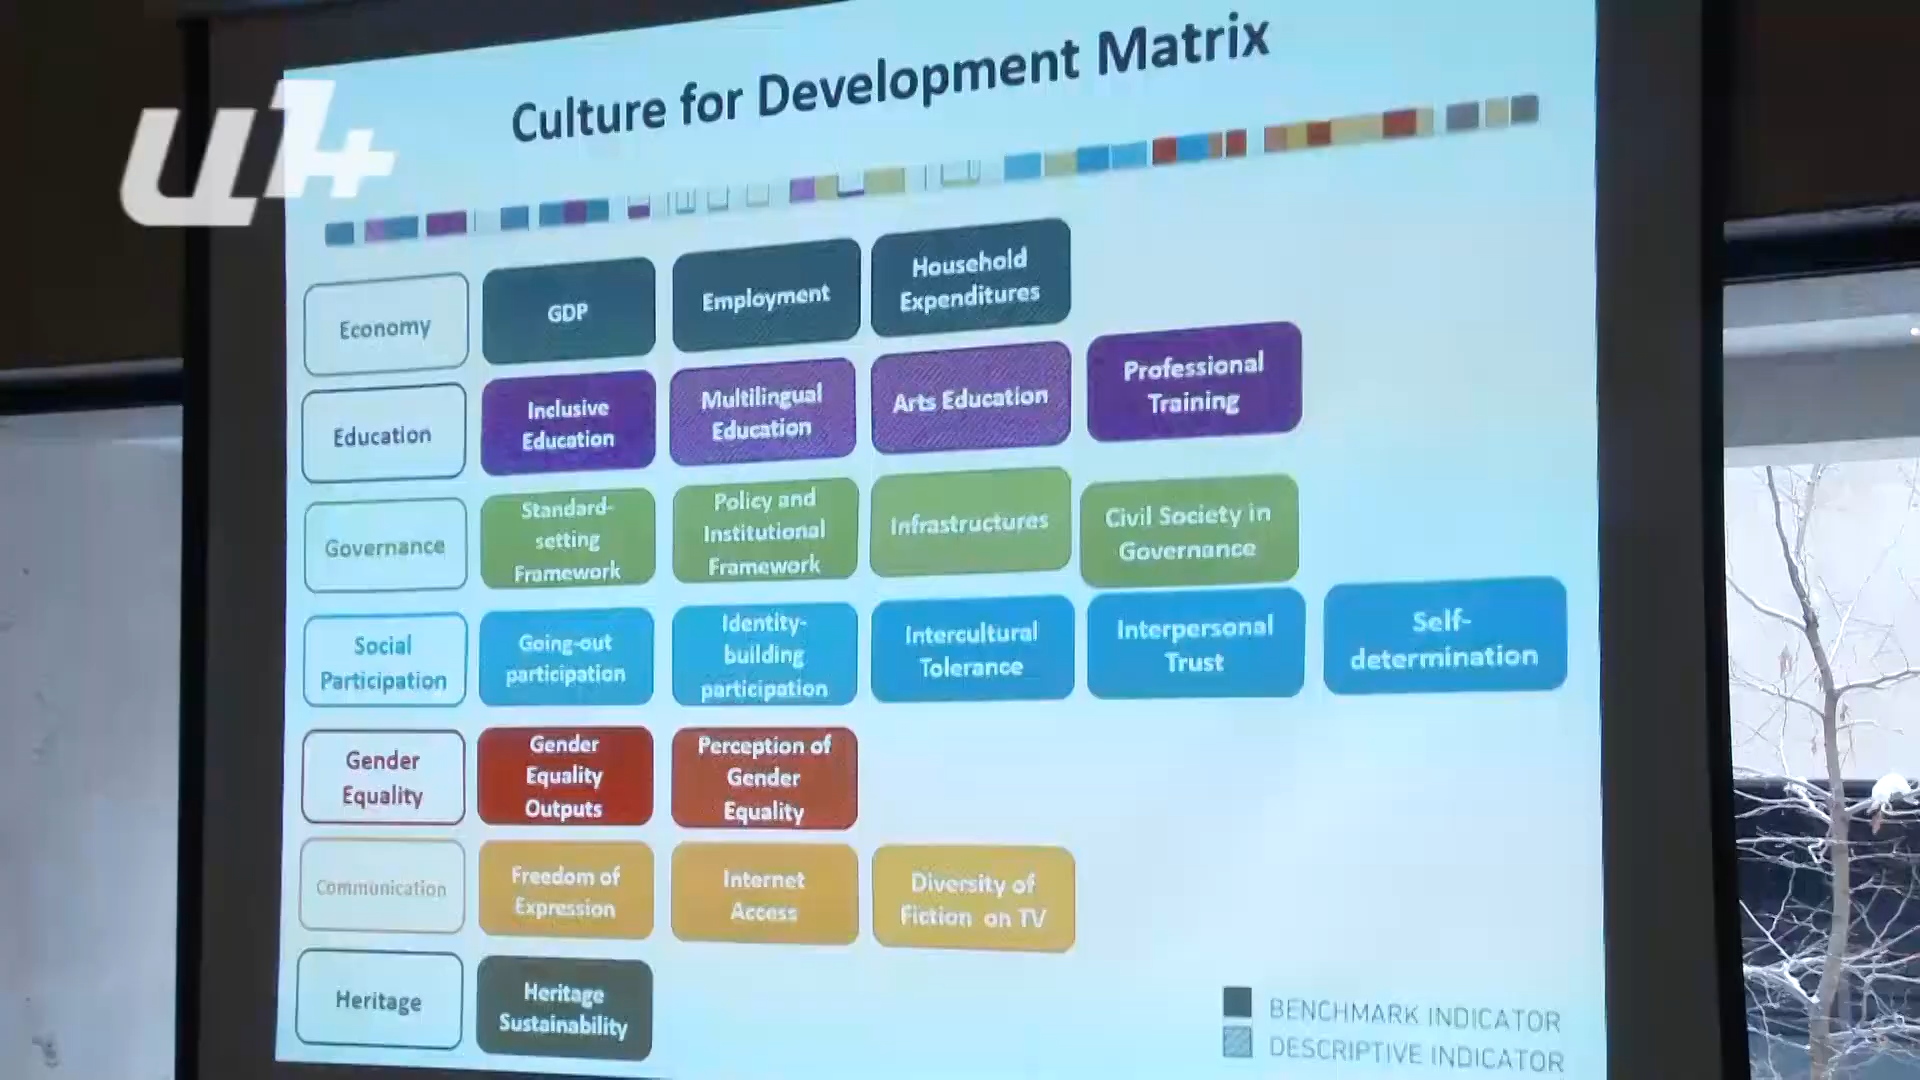 ա1+
Culture for Development Matrix
Economy
GDP
Employment
Household
Expenditures
Education
Inclusive
Education
Multilingual
Education
Arts Education
Professional
Training
Governance
Standard-
setting
Framework
Policy and
Institutional
Framework
Infrastructures
Civil Society in
Governance
Social
Participation
Going-out
participation
Identity-
building
participation
Intercultural
Tolerance
Interpersonal
Trust
Self-
determination
Gender
Equality
Gender
Equality
Outputs
Perception of
Gender
Equality
Communication
Freedom of
Expression
Internet
Access
Diversity of
Fiction on TV
Heritage
Heritage
Sustainability
BENCHMARK INDICATOR
DESCRIPTIVE INDICATOR